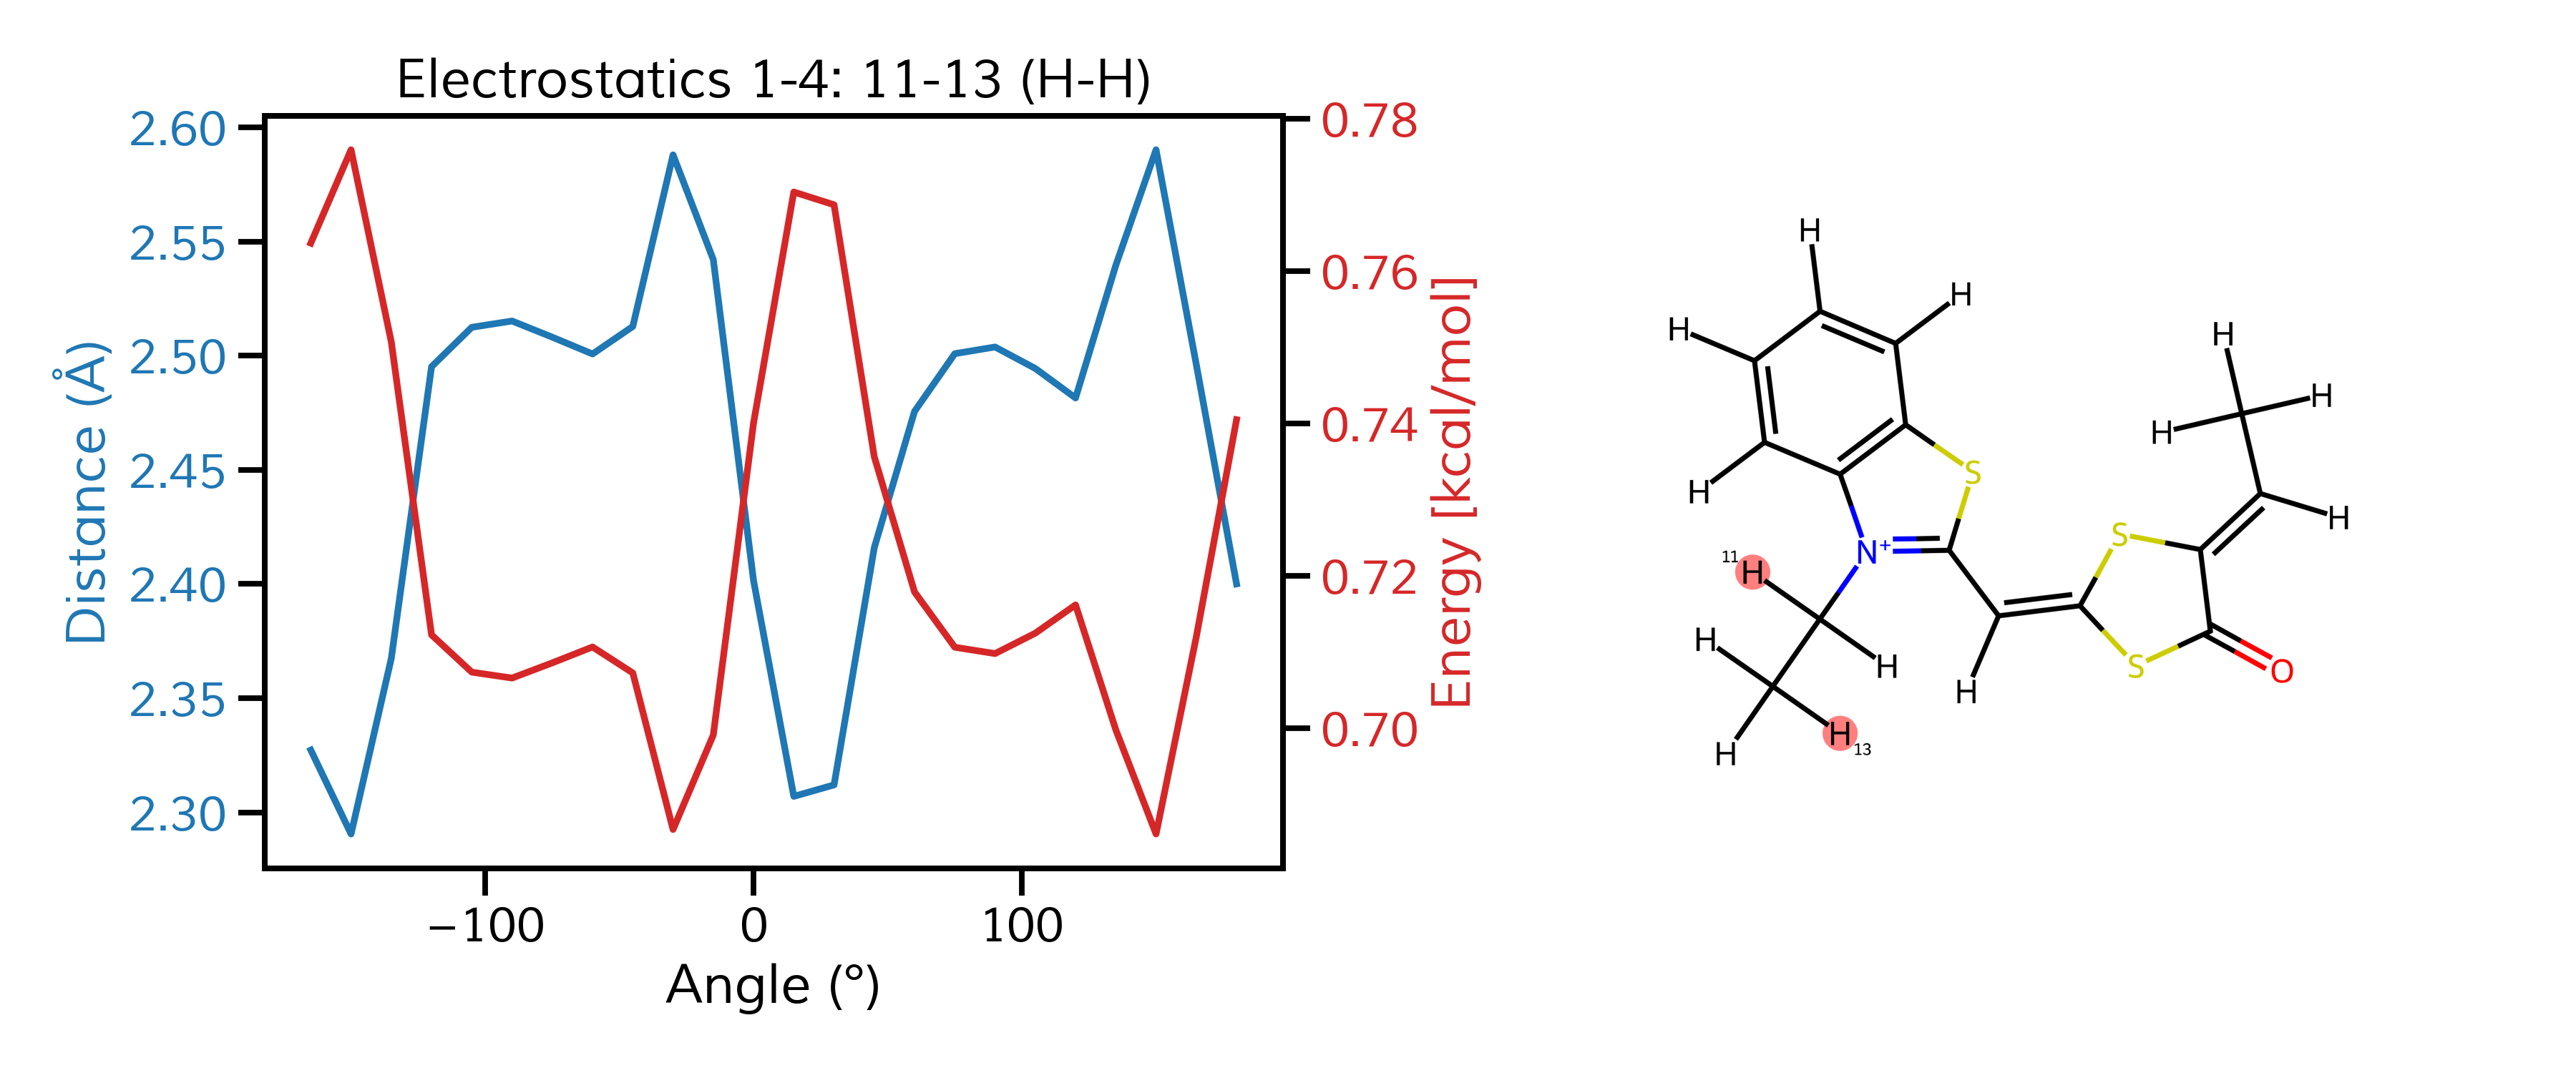 Electrostatics 1-4: 11-13 (H-H)
2.60
2.55
2.50
2.45
2.40
2.35
2.30
Distance (Å)
0.78
0.76
0.74
0.72
0.70
Energy [kcal/mol]
−100
0
100
Angle (°)
H
H
H
H
H
H
H
S
H
S
N+
11
H
H
H
S
O
H
H
H
13